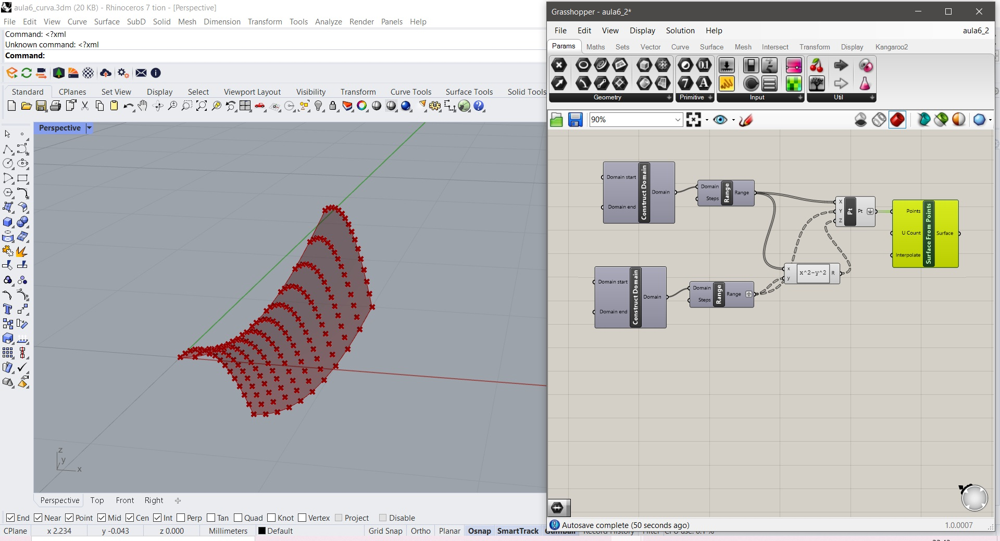 aula6_curva.3dm (20 KB) - Rhinoceros 7 tion - [Perspective]
File Edit View Curve Surface SubD Solid Mesh Dimension Transform Tools Analyze Render Panels Help
Command: <?xml
Unknown command: <?xml
Command:
Standard CPlanes Set View Display Select Viewport Layout Visibility Transform Curve Tools Surface Tools Solid Tools
Perspective
z
y
x
Perspective Top Front Right
End Near Point Mid Cen Int Perp Tan Quad Knot Vertex Project Disable
CPlane x 2.234 y -0.043 z 0.000 Millimeters Default Grid Snap Ortho Planar Osnap SmartTrack Gumball Record History Filter
Grasshopper - aula6_2*
File Edit View Display Solution Help aula6_2
Params Maths Sets Vector Curve Surface Mesh Intersect Transform Display Kangaroo2
0.1
7 A
Geometry Primitive Input Util
90%
Domain start
Domain end
Construct Domain
Domain
Domain
Steps
Range
Range
X
Y
Z
Pt
Pt
Points
U Count
Interpolate
Surface From Points
Surface
Domain start
Domain end
Construct Domain
Domain
Domain
Steps
Range
Range
x
y
x^2-y^2
R
Autosave complete (50 seconds ago) 1.0.0007